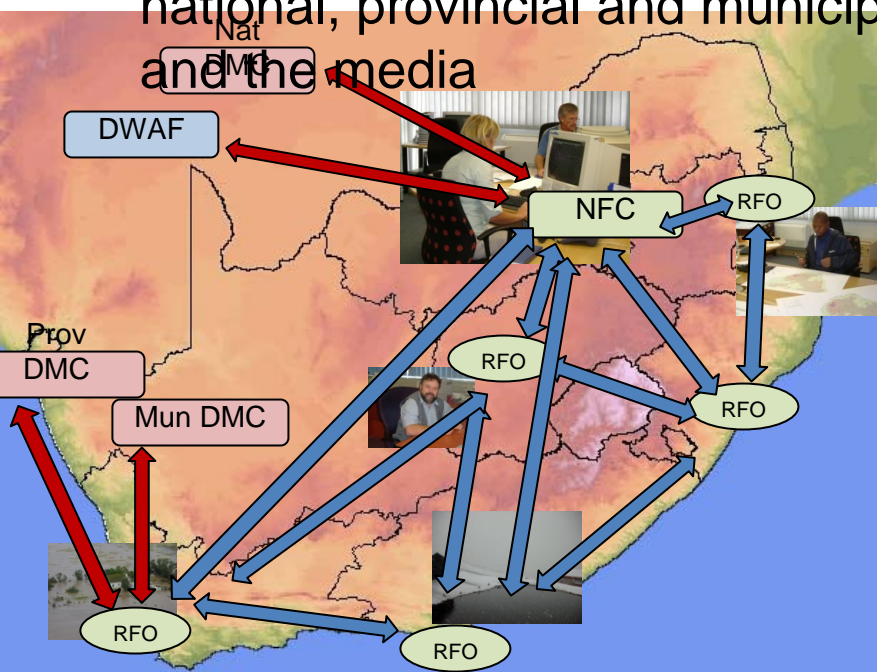 national, provincial and municip
and the media
Nat
DMC
DWAF
NFC
RFO
Prov
DMC
RFO
RFO
Mun DMC
RFO
RFO